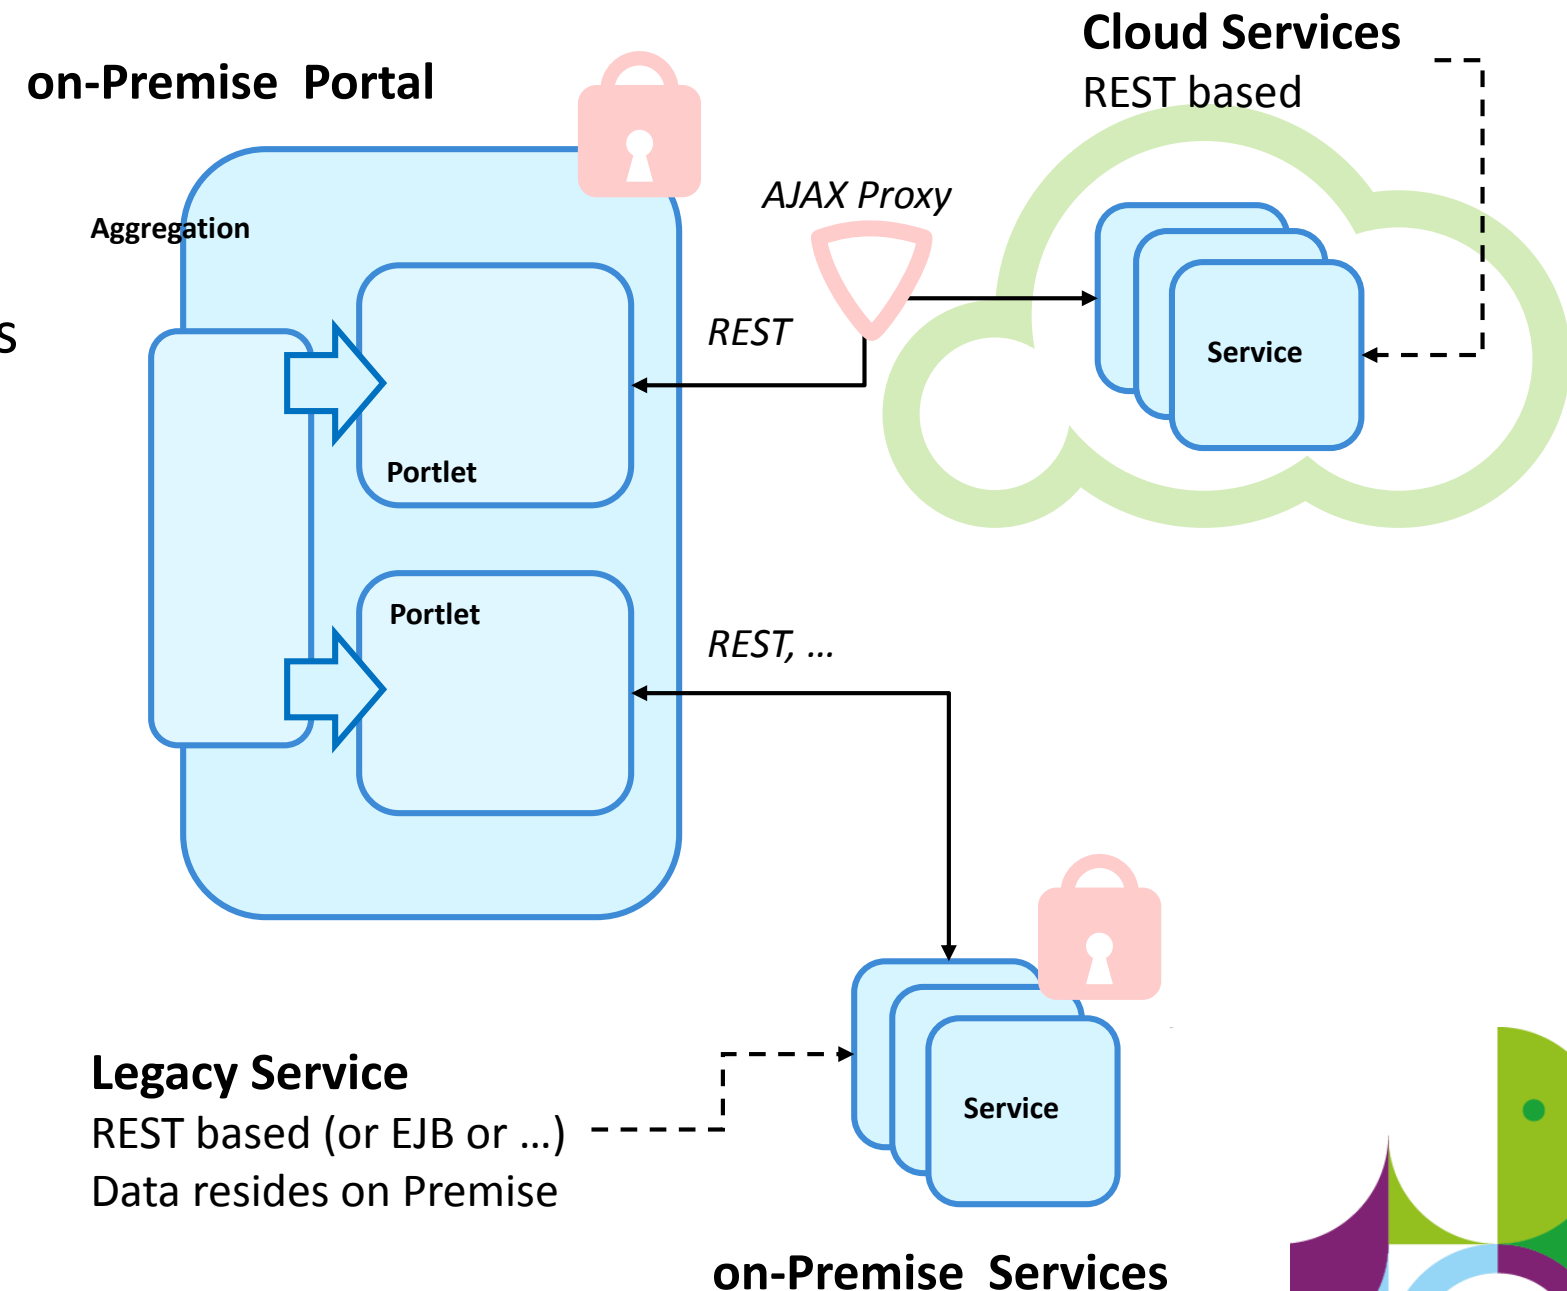 Cloud Services
REST based
on-Premise Portal
AJAX Proxy
Aggregation
s
REST
Service
Portlet
Portlet
REST, ...
Legacy Service
REST based (or EJB or ...)
Data resides on Premise
Service
on-Premise Services